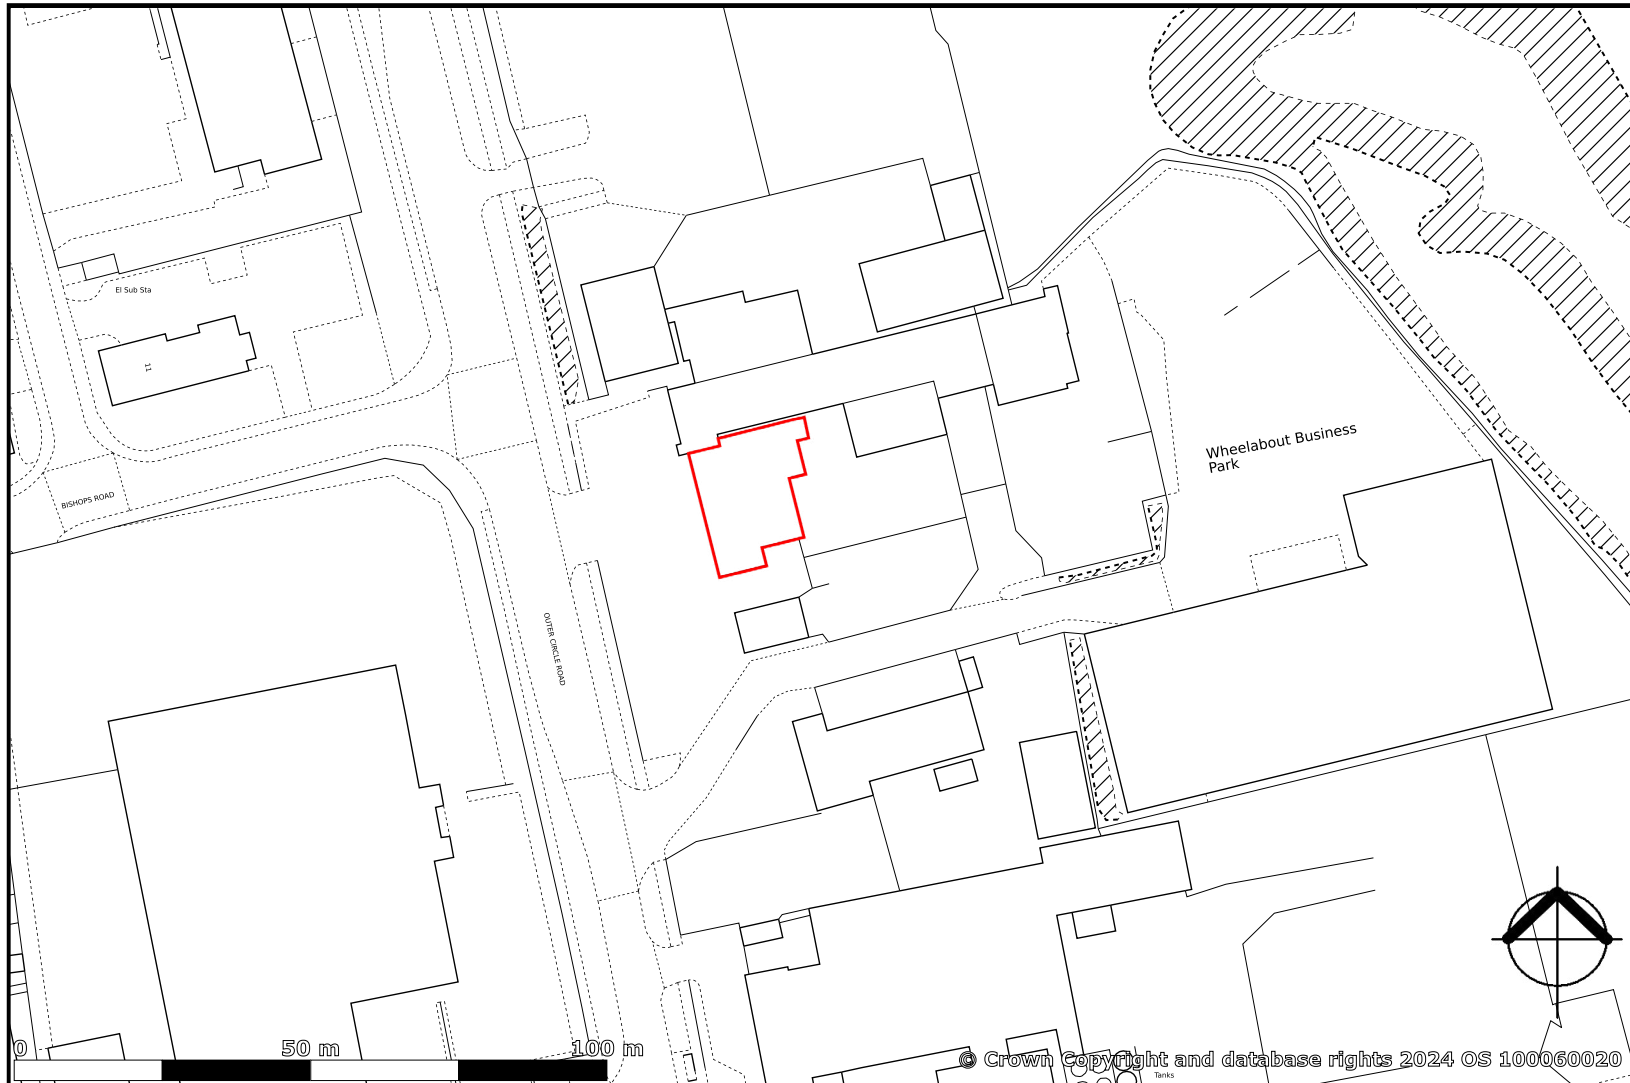 El Sub Sta
11
Wheelabout Business
Park
BISHOPS ROAD
OUTER CIRCLE ROAD
0 50 m 100 m
© Crown Copyright and database rights 2024 OS 100060020
Tanks